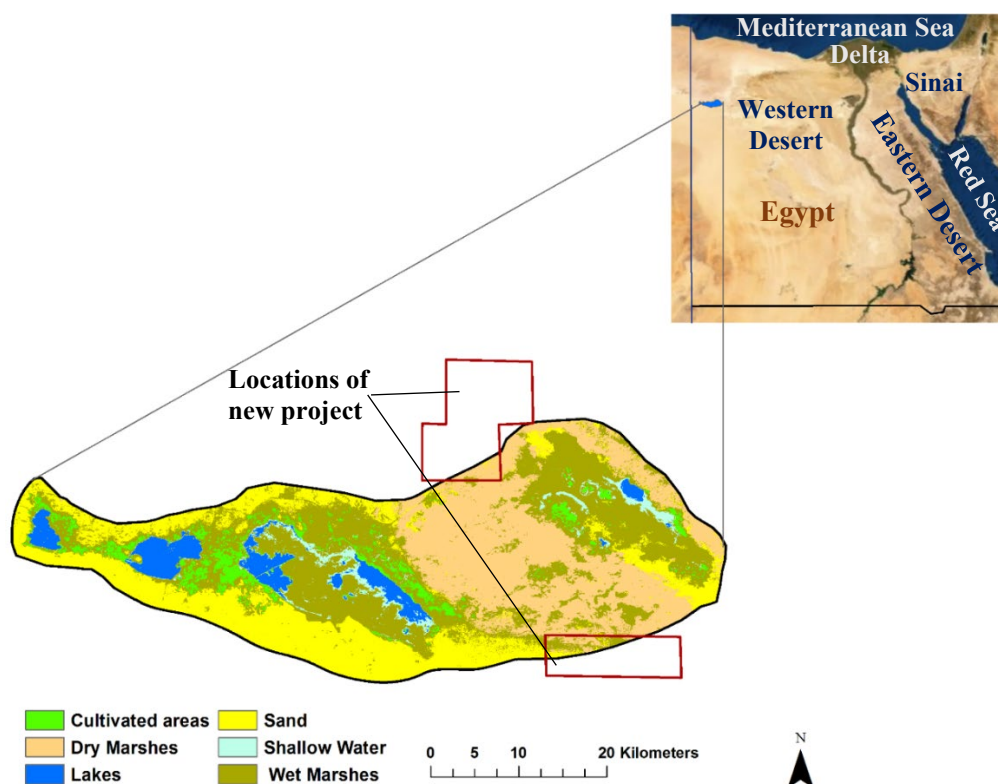 Mediterranean Sea
Delta
Sinai
Western
Desert
Eastern Desert
Red Sea
Egypt
Locations of
new project
Cultivated areas
Sand
Dry Marshes
Shallow Water
Lakes
Wet Marshes
0 5 10 20 Kilometers
N